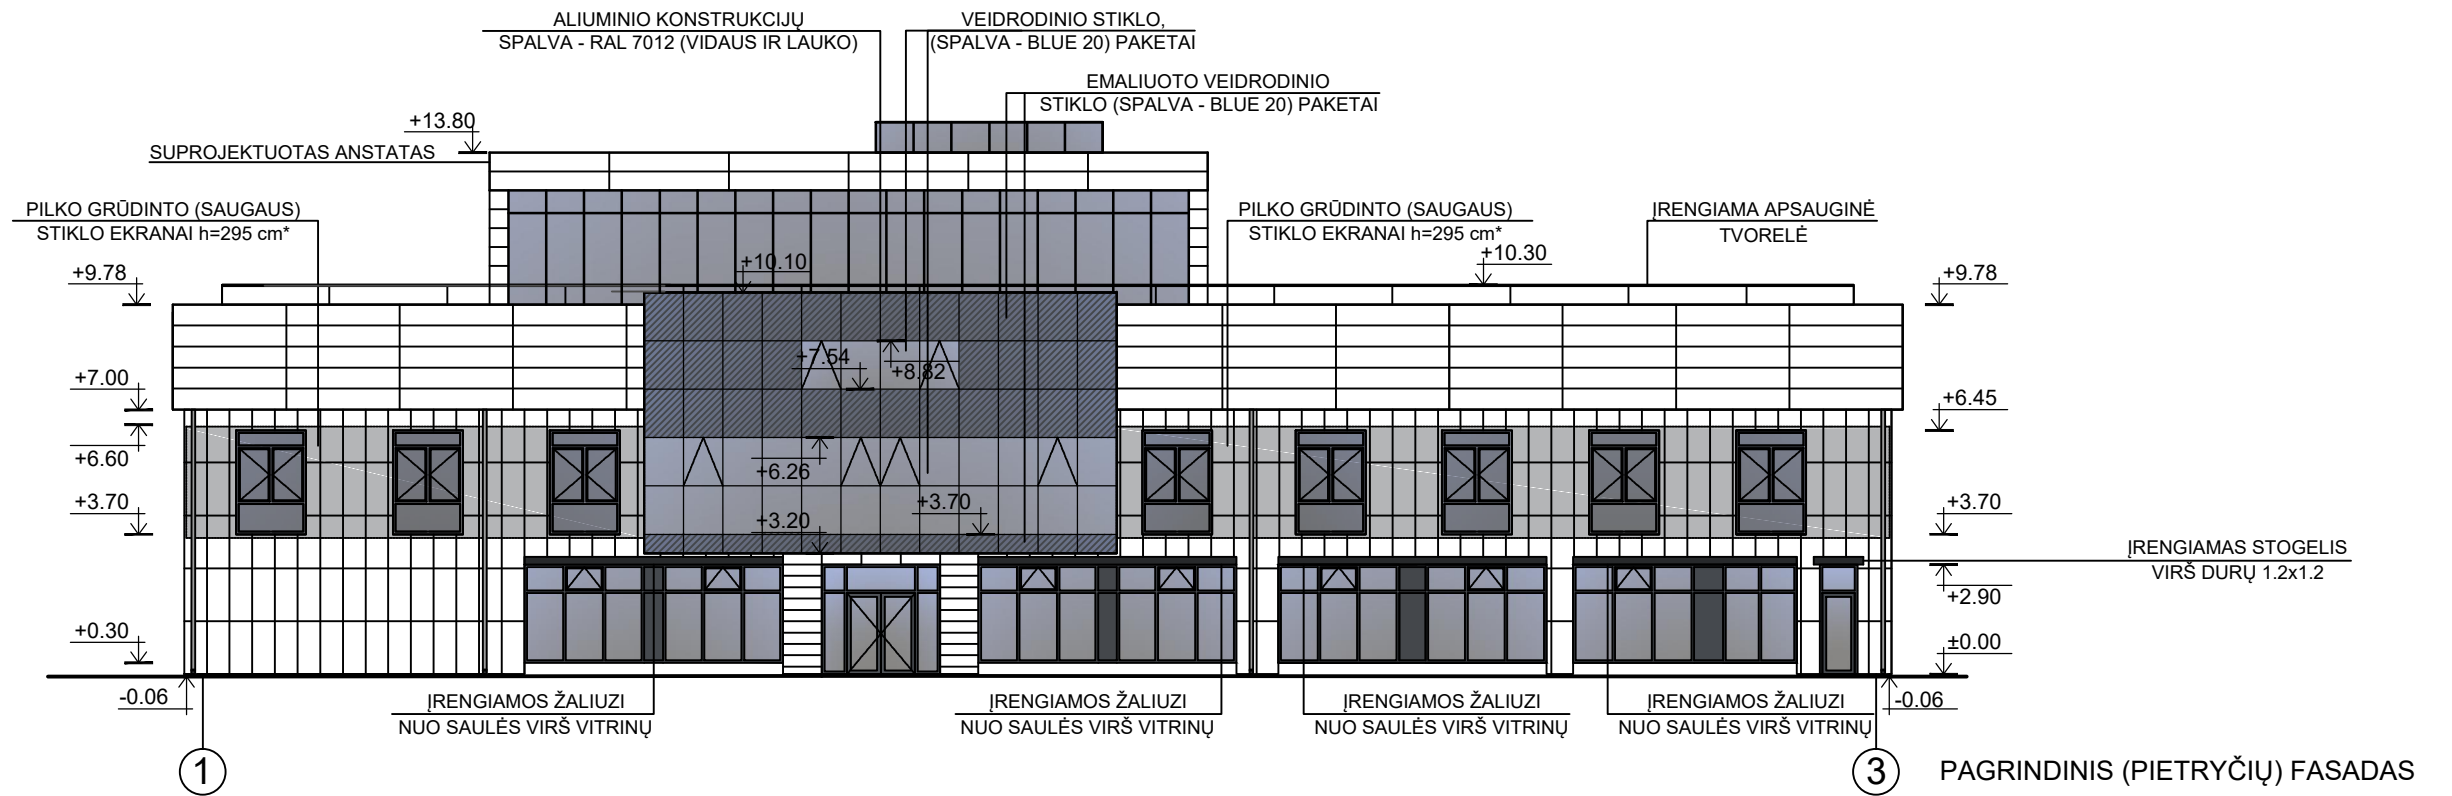 ALIUMINIO KONSTRUKCIJŲ
SPALVA - RAL 7012 (VIDAUS IR LAUKO)
VEIDRODINIO STIKLO,
(SPALVA - BLUE 20) PAKETAI
EMALIUOTO VEIDRODINIO
STIKLO (SPALVA - BLUE 20) PAKETAI
+13.80
SUPROJEKTUOTAS ANSTATAS
PILKO GRŪDINTO (SAUGAUS)
STIKLO EKRANAI h=295 cm*
PILKO GRŪDINTO (SAUGAUS)
STIKLO EKRANAI h=295 cm*
ĮRENGIAMA APSAUGINĖ
TVORELĖ
+10.30
+10.10
+9.78
+9.78
+7.54
+8.82
+7.00
+6.45
+6.60
+6.26
+3.70
+3.70
+3.70
+3.20
ĮRENGIAMAS STOGELIS
VIRŠ DURŲ 1.2x1.2
+2.90
+0.30
±0.00
-0.06
-0.06
ĮRENGIAMOS ŽALIUZI
NUO SAULĖS VIRŠ VITRINŲ
ĮRENGIAMOS ŽALIUZI
NUO SAULĖS VIRŠ VITRINŲ
ĮRENGIAMOS ŽALIUZI
NUO SAULĖS VIRŠ VITRINŲ
ĮRENGIAMOS ŽALIUZI
NUO SAULĖS VIRŠ VITRINŲ
1
3
PAGRINDINIS (PIETRYČIŲ) FASADAS